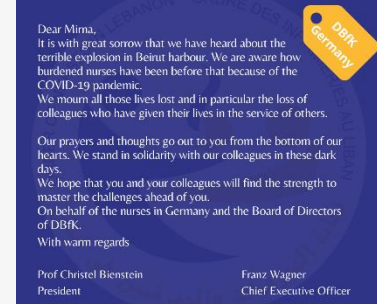 DBfK
Germany
Dear Mirna,
It is with great sorrow that we have heard about the
terrible explosion in Beirut harbour. We are aware how
burdened nurses have been before that because of the
COVID-19 pandemic.
We mourn all those lives lost and in particular the loss of
colleagues who have given their lives in the service of others.
Our prayers and thoughts go out to you from the bottom of our
hearts. We stand in solidarity with our colleagues in these dark
days.
We hope that you and your colleagues will find the strength to
master the challenges ahead of you.
On behalf of the nurses in Germany and the Board of Directors
of DBfK.
With warm regards
Prof Christel Bienstein
Franz Wagner
President
Chief Executive Officer